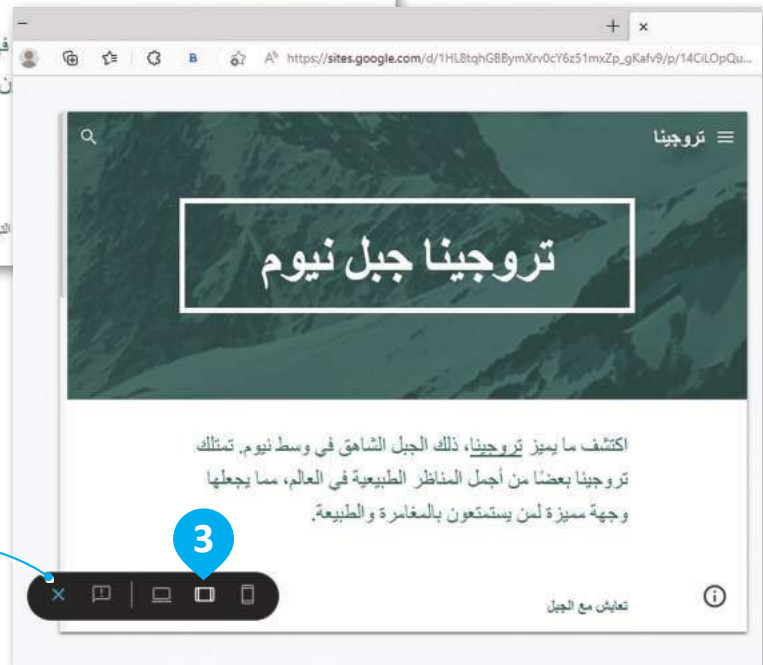 https://sites.google.com/d/1HL8tqhGBBymXrv0cY6z51mxZp_gKafv9/p/14CiLOpQu...
تروجينا
تروجينا جبل نيوم
اكتشف ما يميز تروجينا، ذلك الجبل الشاهق في وسط نيوم. تمتلك
تروجينا بعضًا من أجمل المناظر الطبيعية في العالم، مما يجعلها
وجهة مميزة لمن يستمتعون بالمغامرة والطبيعة.
3
تعايش مع الجبل